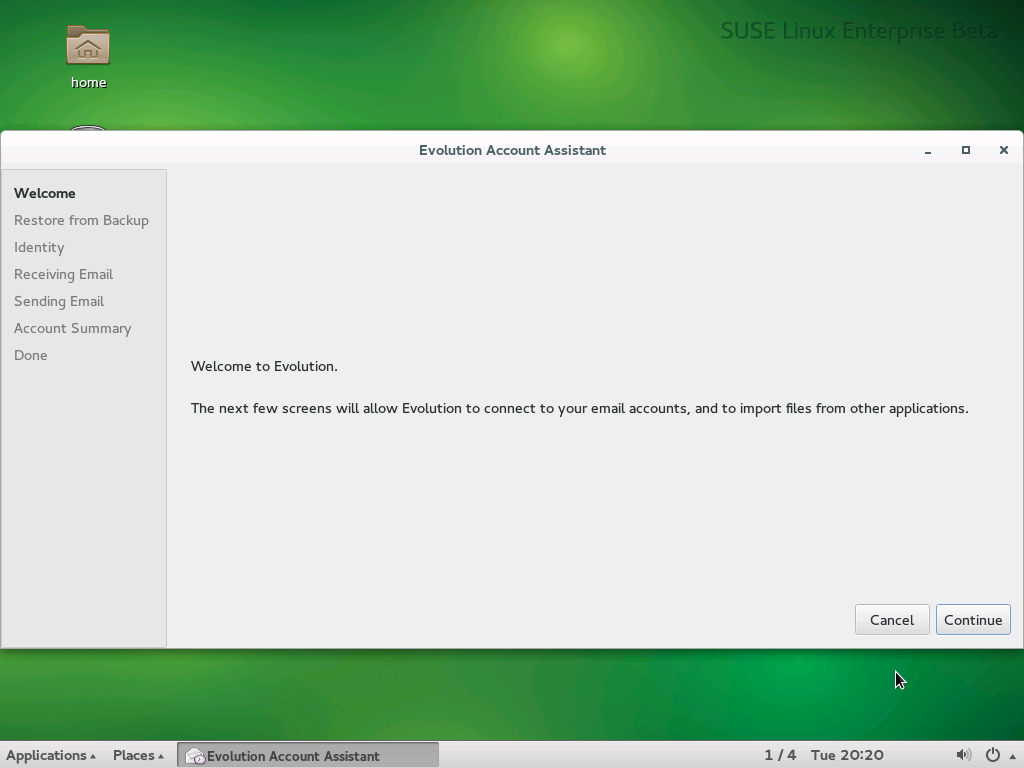 SUSE Linux Enterprise Beta
home
Evolution Account Assistant
Welcome
Restore from Backup
Identity
Receiving Email
Sending Email
Account Summary
Done
Welcome to Evolution.
The next few screens will allow Evolution to connect to your email accounts, and to import files from other applications.
Cancel Continue
Applications Places Evolution Account Assistant 1 / 4 Tue 20:20